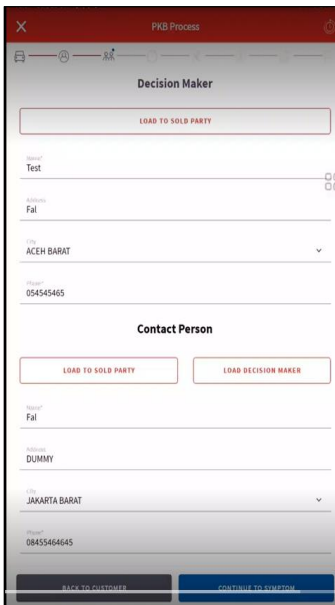 PKB Process
Decision Maker
LOAD TO SOLD PARTY
Name*
Test
Address
Fal
City
ACEH BARAT
Phone*
054545465
Contact Person
LOAD TO SOLD PARTY
LOAD DECISION MAKER
Name*
Fal
Address
DUMMY
City
JAKARTA BARAT
Phone*
08455464645
BACK TO CUSTOMER
CONTINUE TO SYMPTOM